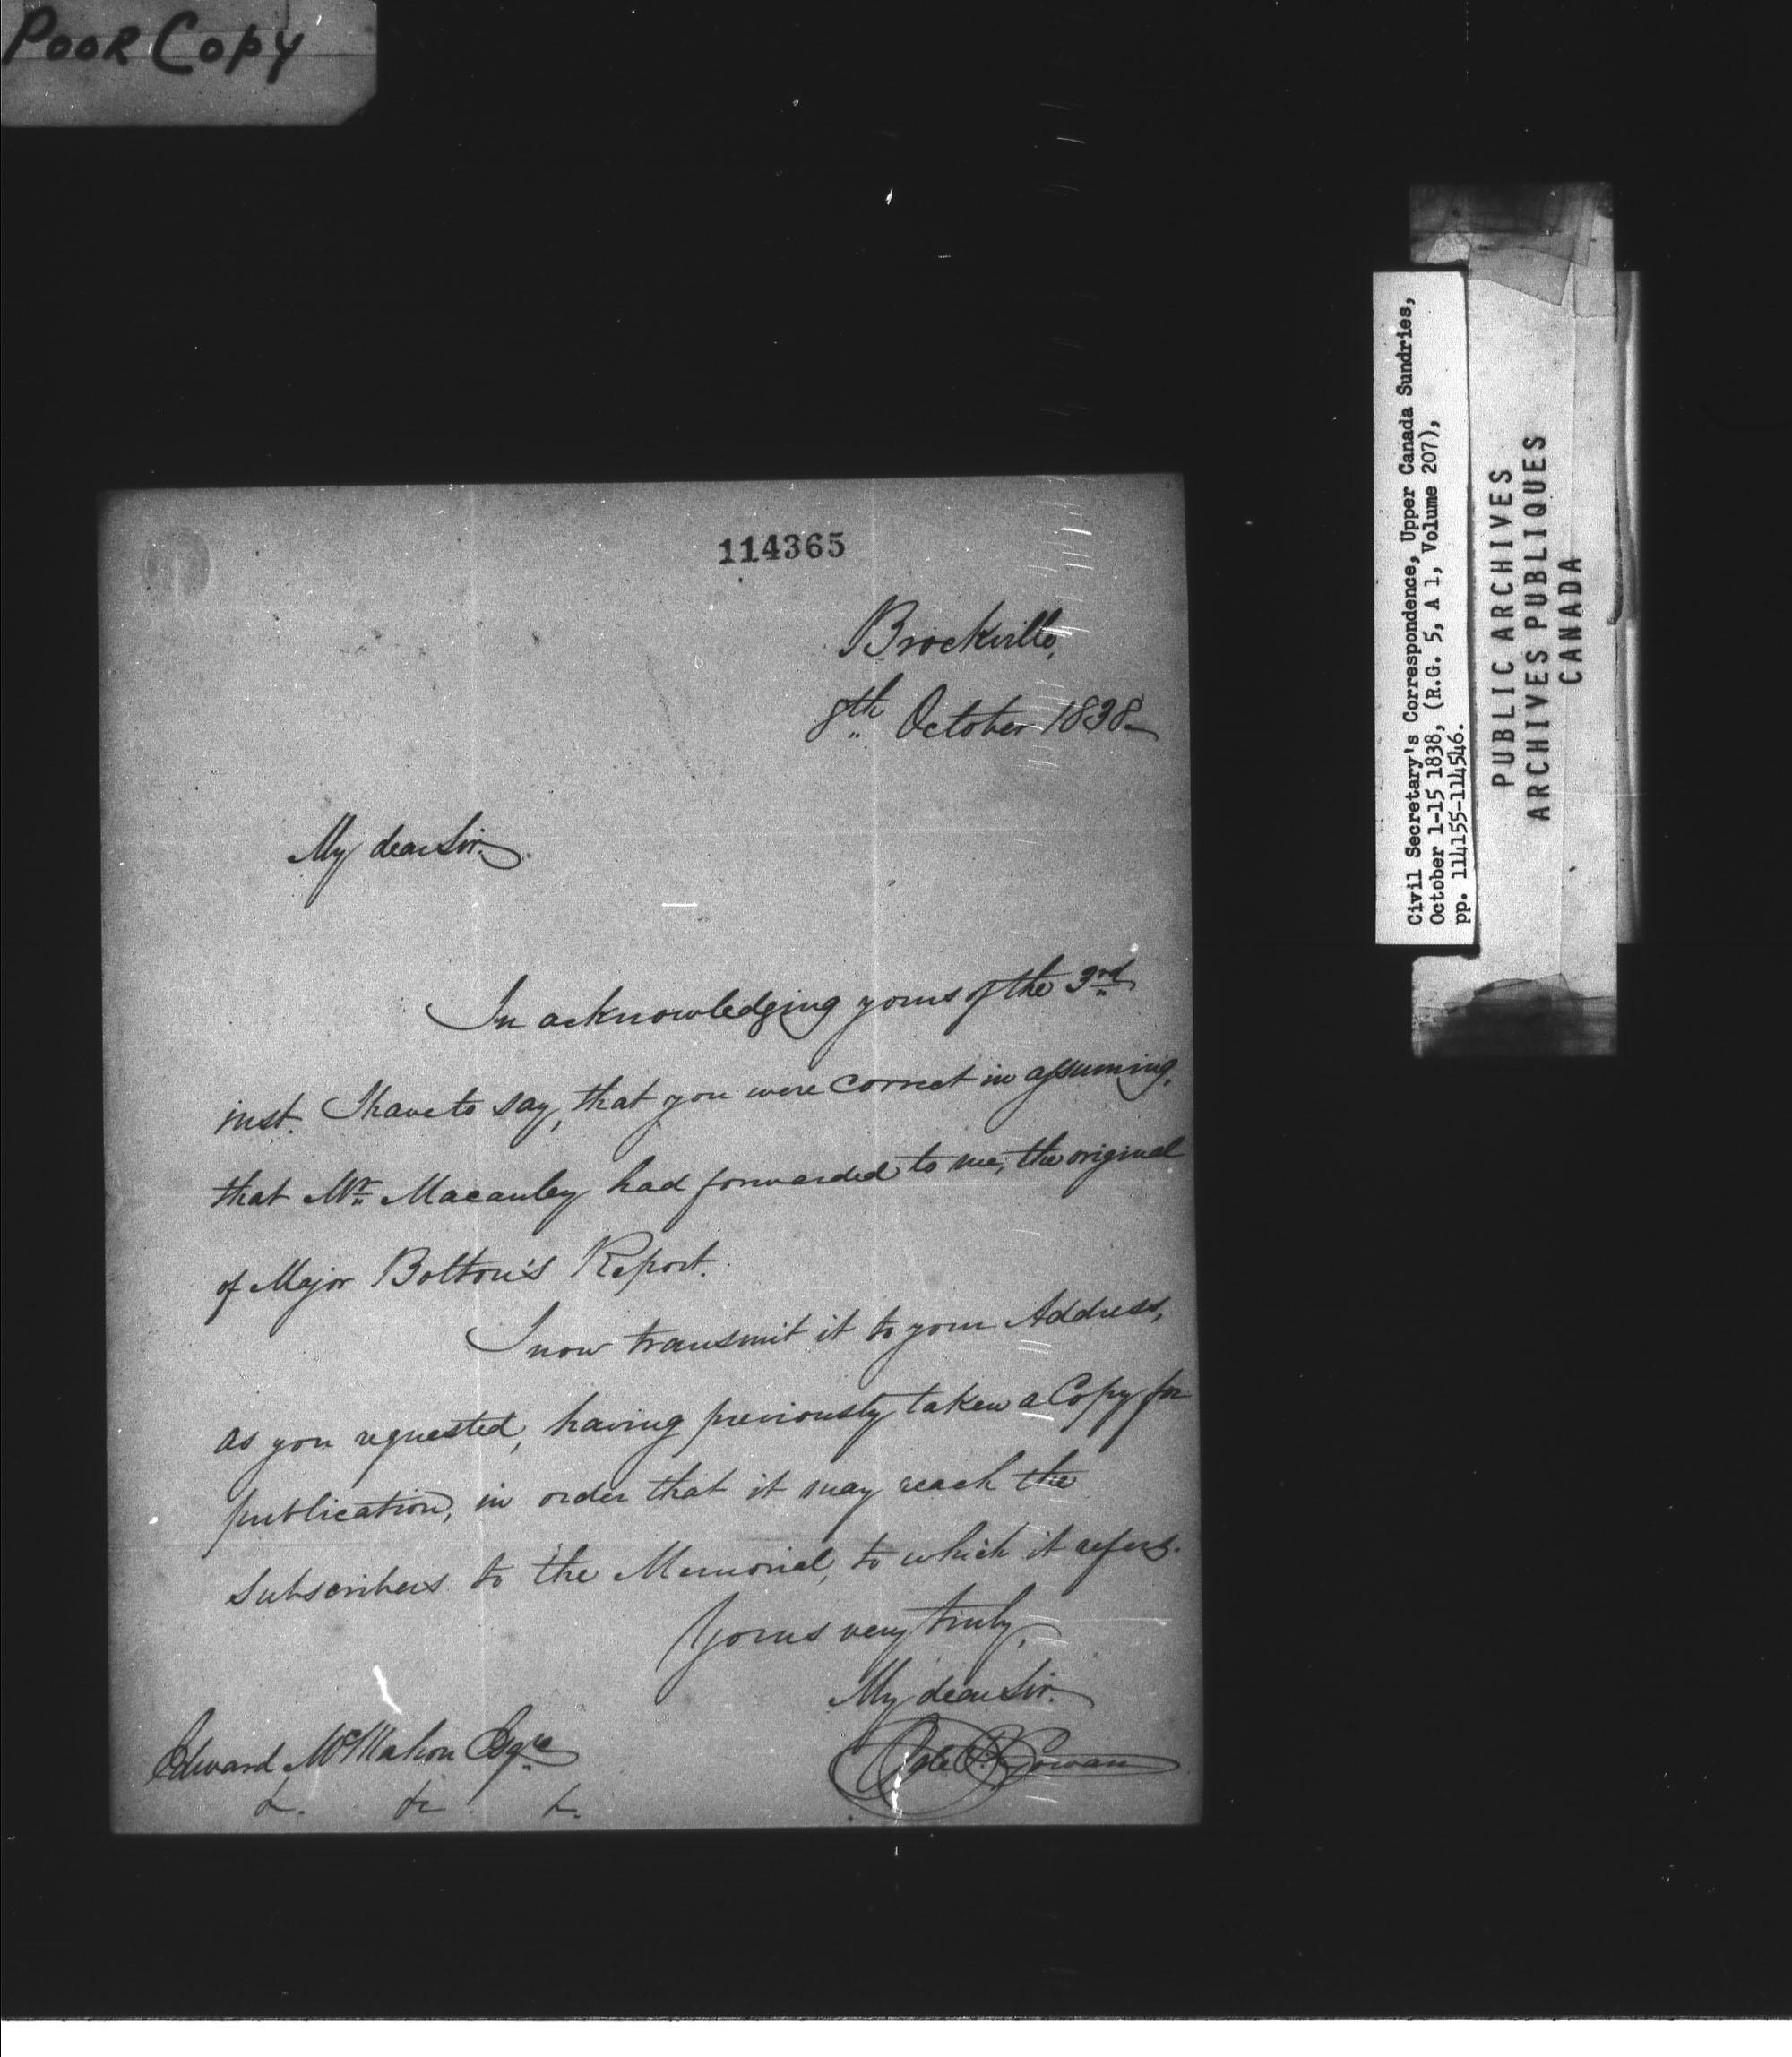 Poor Copy
114365
Brockville,
8th October 1838_
My dear Sir.
In acknowledging yours of the 3rd
inst. I have to say, that you were correct in assuming,
that Mr. Macauley had forwarded to me, the original
of Major Bolton's Report.
I now transmit it to your Address,
as you requested, having previously taken a Copy for
publication, in order that it may reach the
Subscribers to the Memorial, to which it refers.
Yours very truly,
My dear Sir.
Ogle R. Gowan
Edward McMahon Esqre
&. &c. &.
Civil Secretary's Correspondence, Upper Canada Sundries,
October 1-15 1838, (R.G. 5, A 1, Volume 207),
pp. 114155-114546.
PUBLIC ARCHIVES
ARCHIVES PUBLIQUES
CANADA